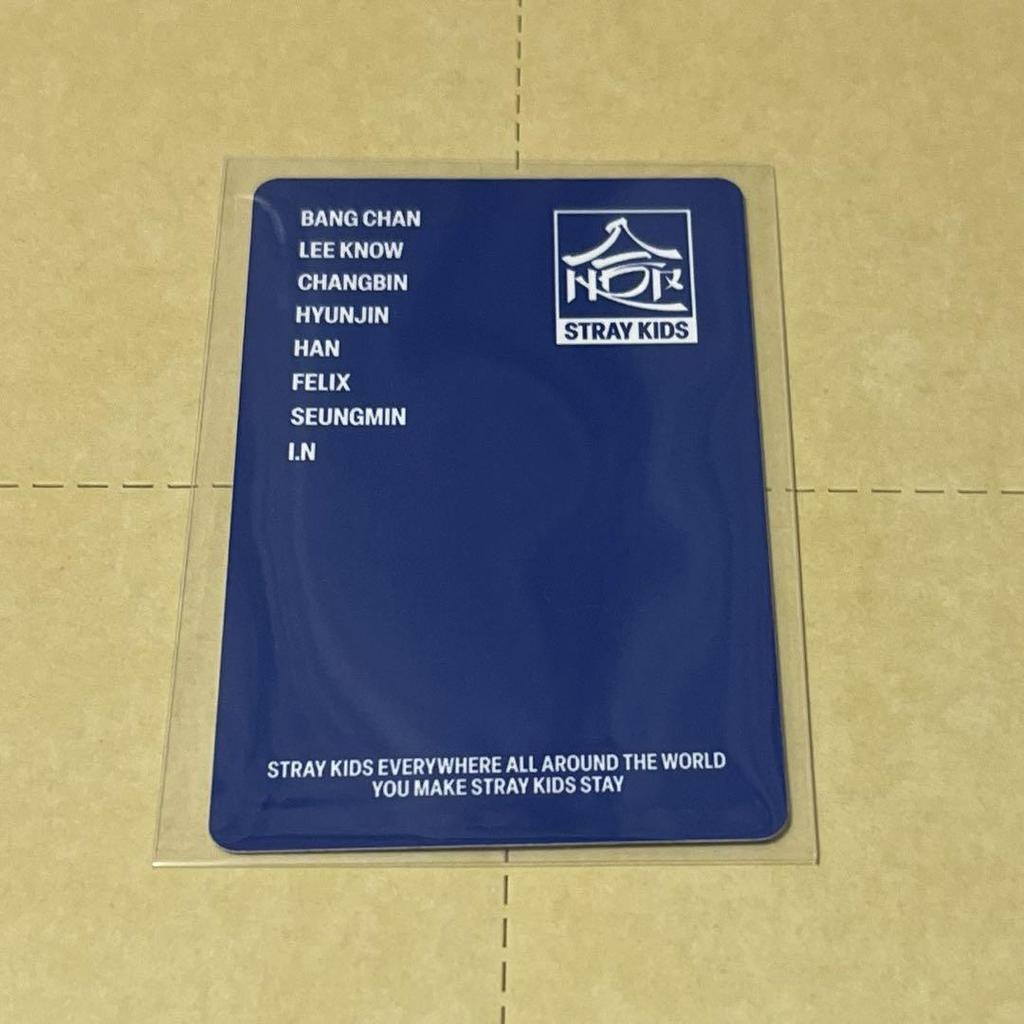 BANG CHAN
LEE KNOW
CHANGBIN
HYUNJIN
HAN
FELIX
SEUNGMIN
I.N
STRAY KIDS
STRAY KIDS EVERYWHERE ALL AROUND THE WORLD
YOU MAKE STRAY KIDS STAY